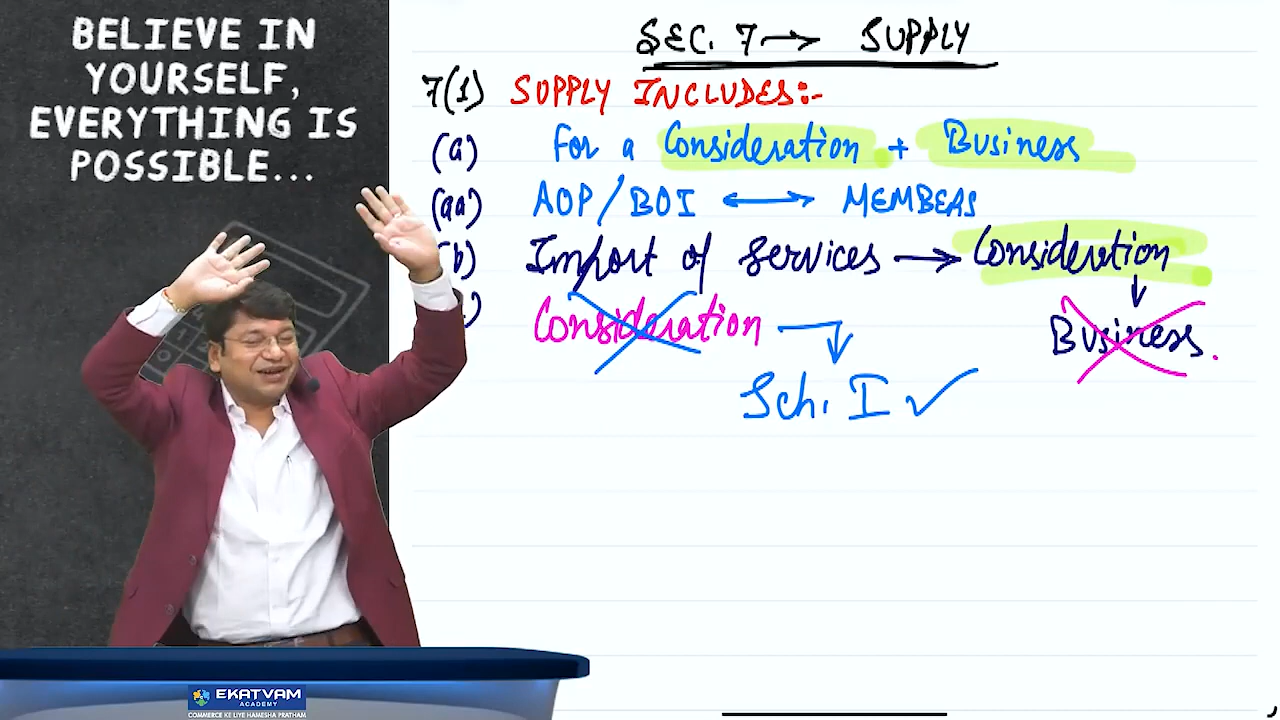 BELIEVE IN
YOURSELF,
EVERYTHING IS
POSSIBLE...
SEC. 7 → SUPPLY
7(1) SUPPLY INCLUDES:-
(a) For a Consideration + Business
(aa) AOP/BOI ↔ MEMBERS
b) Import of Services → Consideration
↓
Consideration → Business.
Sch. I ✓
EKATVAM
ACADEMY
COMMERCE KE LIYE HAMESHA PRATHAM